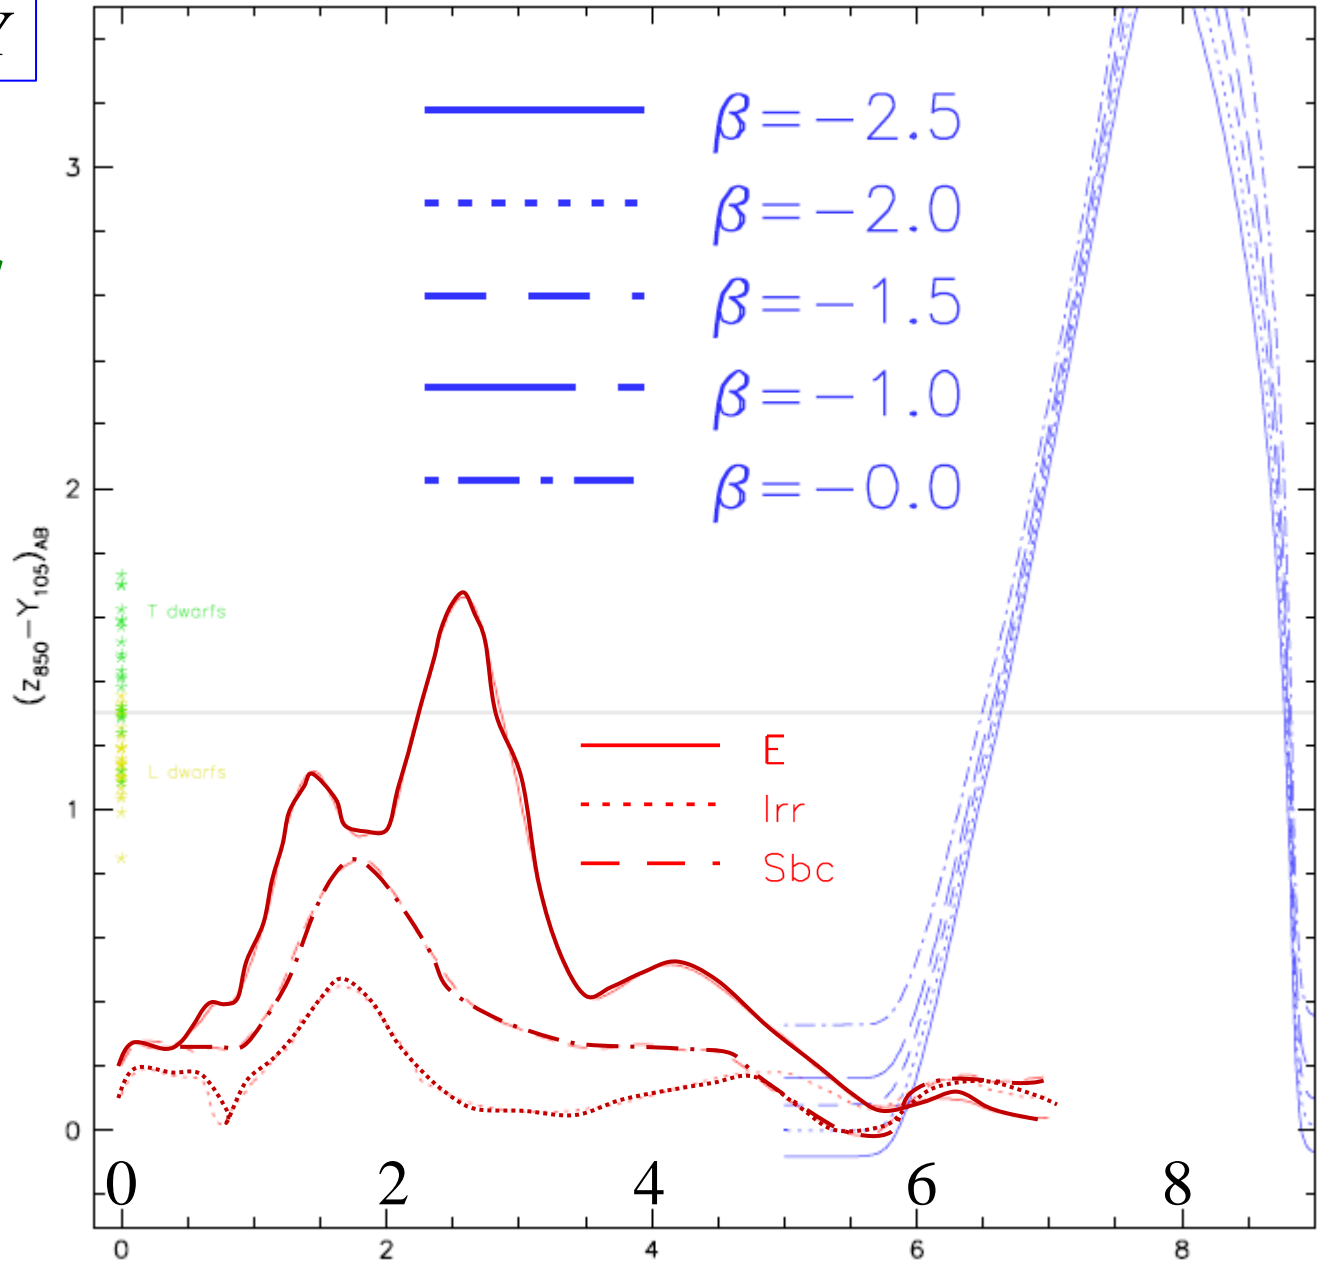 Y
3
β=−2.5
β=−2.0
β=−1.5
β=−1.0
2
β=−0.0
(z850−Y105)AB
T dwarfs
L dwarfs
E
1
Irr
Sbc
0
0 2 4 6 8
0 2 4 6 8